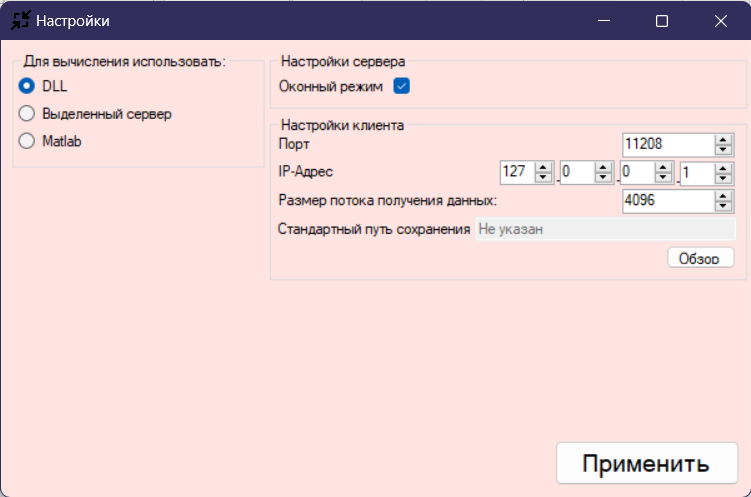 Настройки
Для вычисления использовать:
DLL
Выделенный сервер
Matlab
Настройки сервера
Оконный режим
Настройки клиента
Порт 11208
IP-Адрес 127 .0 .0 .1
Размер потока получения данных: 4096
Стандартный путь сохранения Не указан
Обзор
Применить